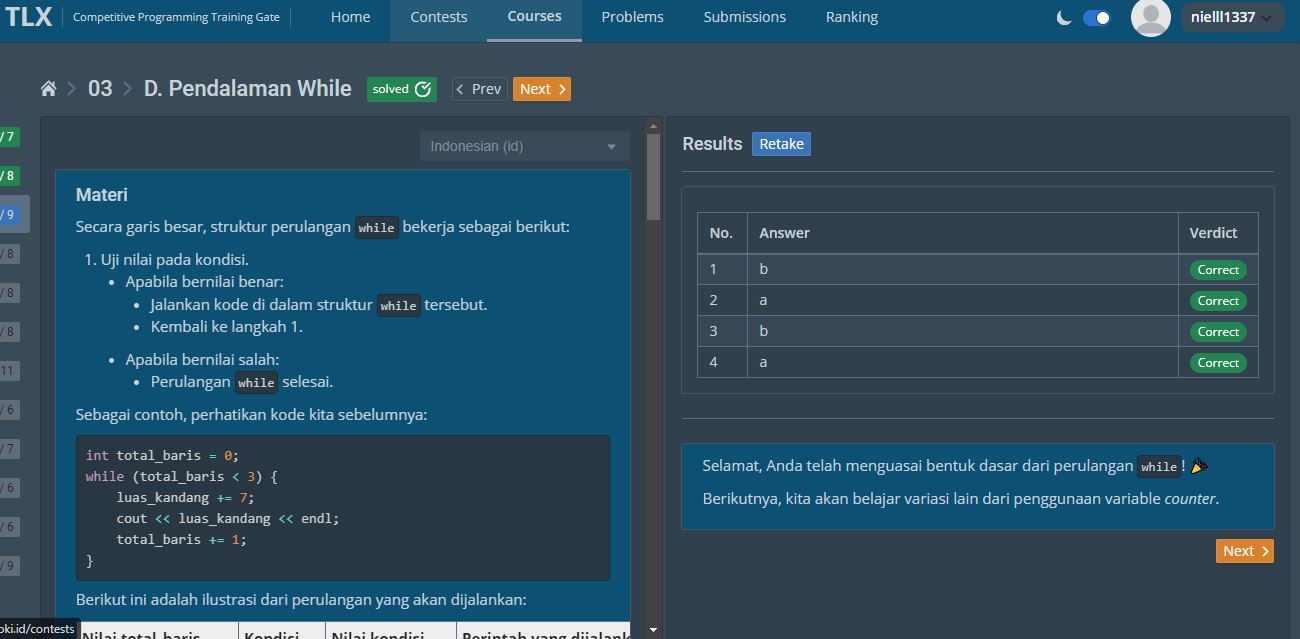 TLX Competitive Programming Training Gate Home Contests Courses Problems Submissions Ranking nielll1337
03 D. Pendalaman While solved Prev Next
/ 7
/ 8
/ 9
/ 8
/ 8
/ 8
11
/ 6
/ 7
/ 6
/ 6
/ 9
Indonesian (id)
Materi
Secara garis besar, struktur perulangan while bekerja sebagai berikut:
1. Uji nilai pada kondisi.
• Apabila bernilai benar:
• Jalankan kode di dalam struktur while tersebut.
• Kembali ke langkah 1.
• Apabila bernilai salah:
• Perulangan while selesai.
Sebagai contoh, perhatikan kode kita sebelumnya:
int total_baris = 0;
while (total_baris < 3) {
luas_kandang += 7;
cout << luas_kandang << endl;
total_baris += 1;
}
Berikut ini adalah ilustrasi dari perulangan yang akan dijalankan:
Nilai total_baris Kondisi Nilai kondisi Perintah yang dijalank
oki.id/contests
Results Retake
No. Answer Verdict
1 b Correct
2 a Correct
3 b Correct
4 a Correct
Selamat, Anda telah menguasai bentuk dasar dari perulangan while!
Berikutnya, kita akan belajar variasi lain dari penggunaan variable counter.
Next